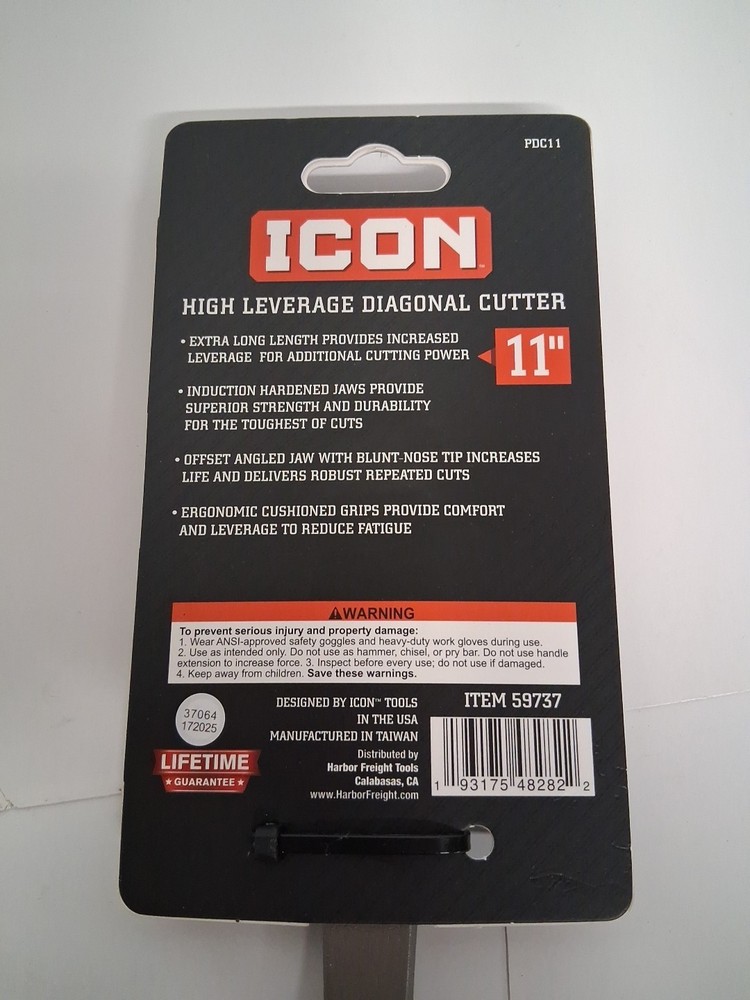 PDC11
ICON™
HIGH LEVERAGE DIAGONAL CUTTER
• EXTRA LONG LENGTH PROVIDES INCREASED
LEVERAGE FOR ADDITIONAL CUTTING POWER
11"
• INDUCTION HARDENED JAWS PROVIDE
SUPERIOR STRENGTH AND DURABILITY
FOR THE TOUGHEST OF CUTS
• OFFSET ANGLED JAW WITH BLUNT-NOSE TIP INCREASES
LIFE AND DELIVERS ROBUST REPEATED CUTS
• ERGONOMIC CUSHIONED GRIPS PROVIDE COMFORT
AND LEVERAGE TO REDUCE FATIGUE
⚠WARNING
To prevent serious injury and property damage:
1. Wear ANSI-approved safety goggles and heavy-duty work gloves during use.
2. Use as intended only. Do not use as hammer, chisel, or pry bar. Do not use handle
extension to increase force. 3. Inspect before every use; do not use if damaged.
4. Keep away from children. Save these warnings.
37064
172025
LIFETIME
★ GUARANTEE ★
DESIGNED BY ICON™ TOOLS
IN THE USA
MANUFACTURED IN TAIWAN
Distributed by
Harbor Freight Tools
Calabasas, CA
www.HarborFreight.com
ITEM 59737
1 93175 48282 2